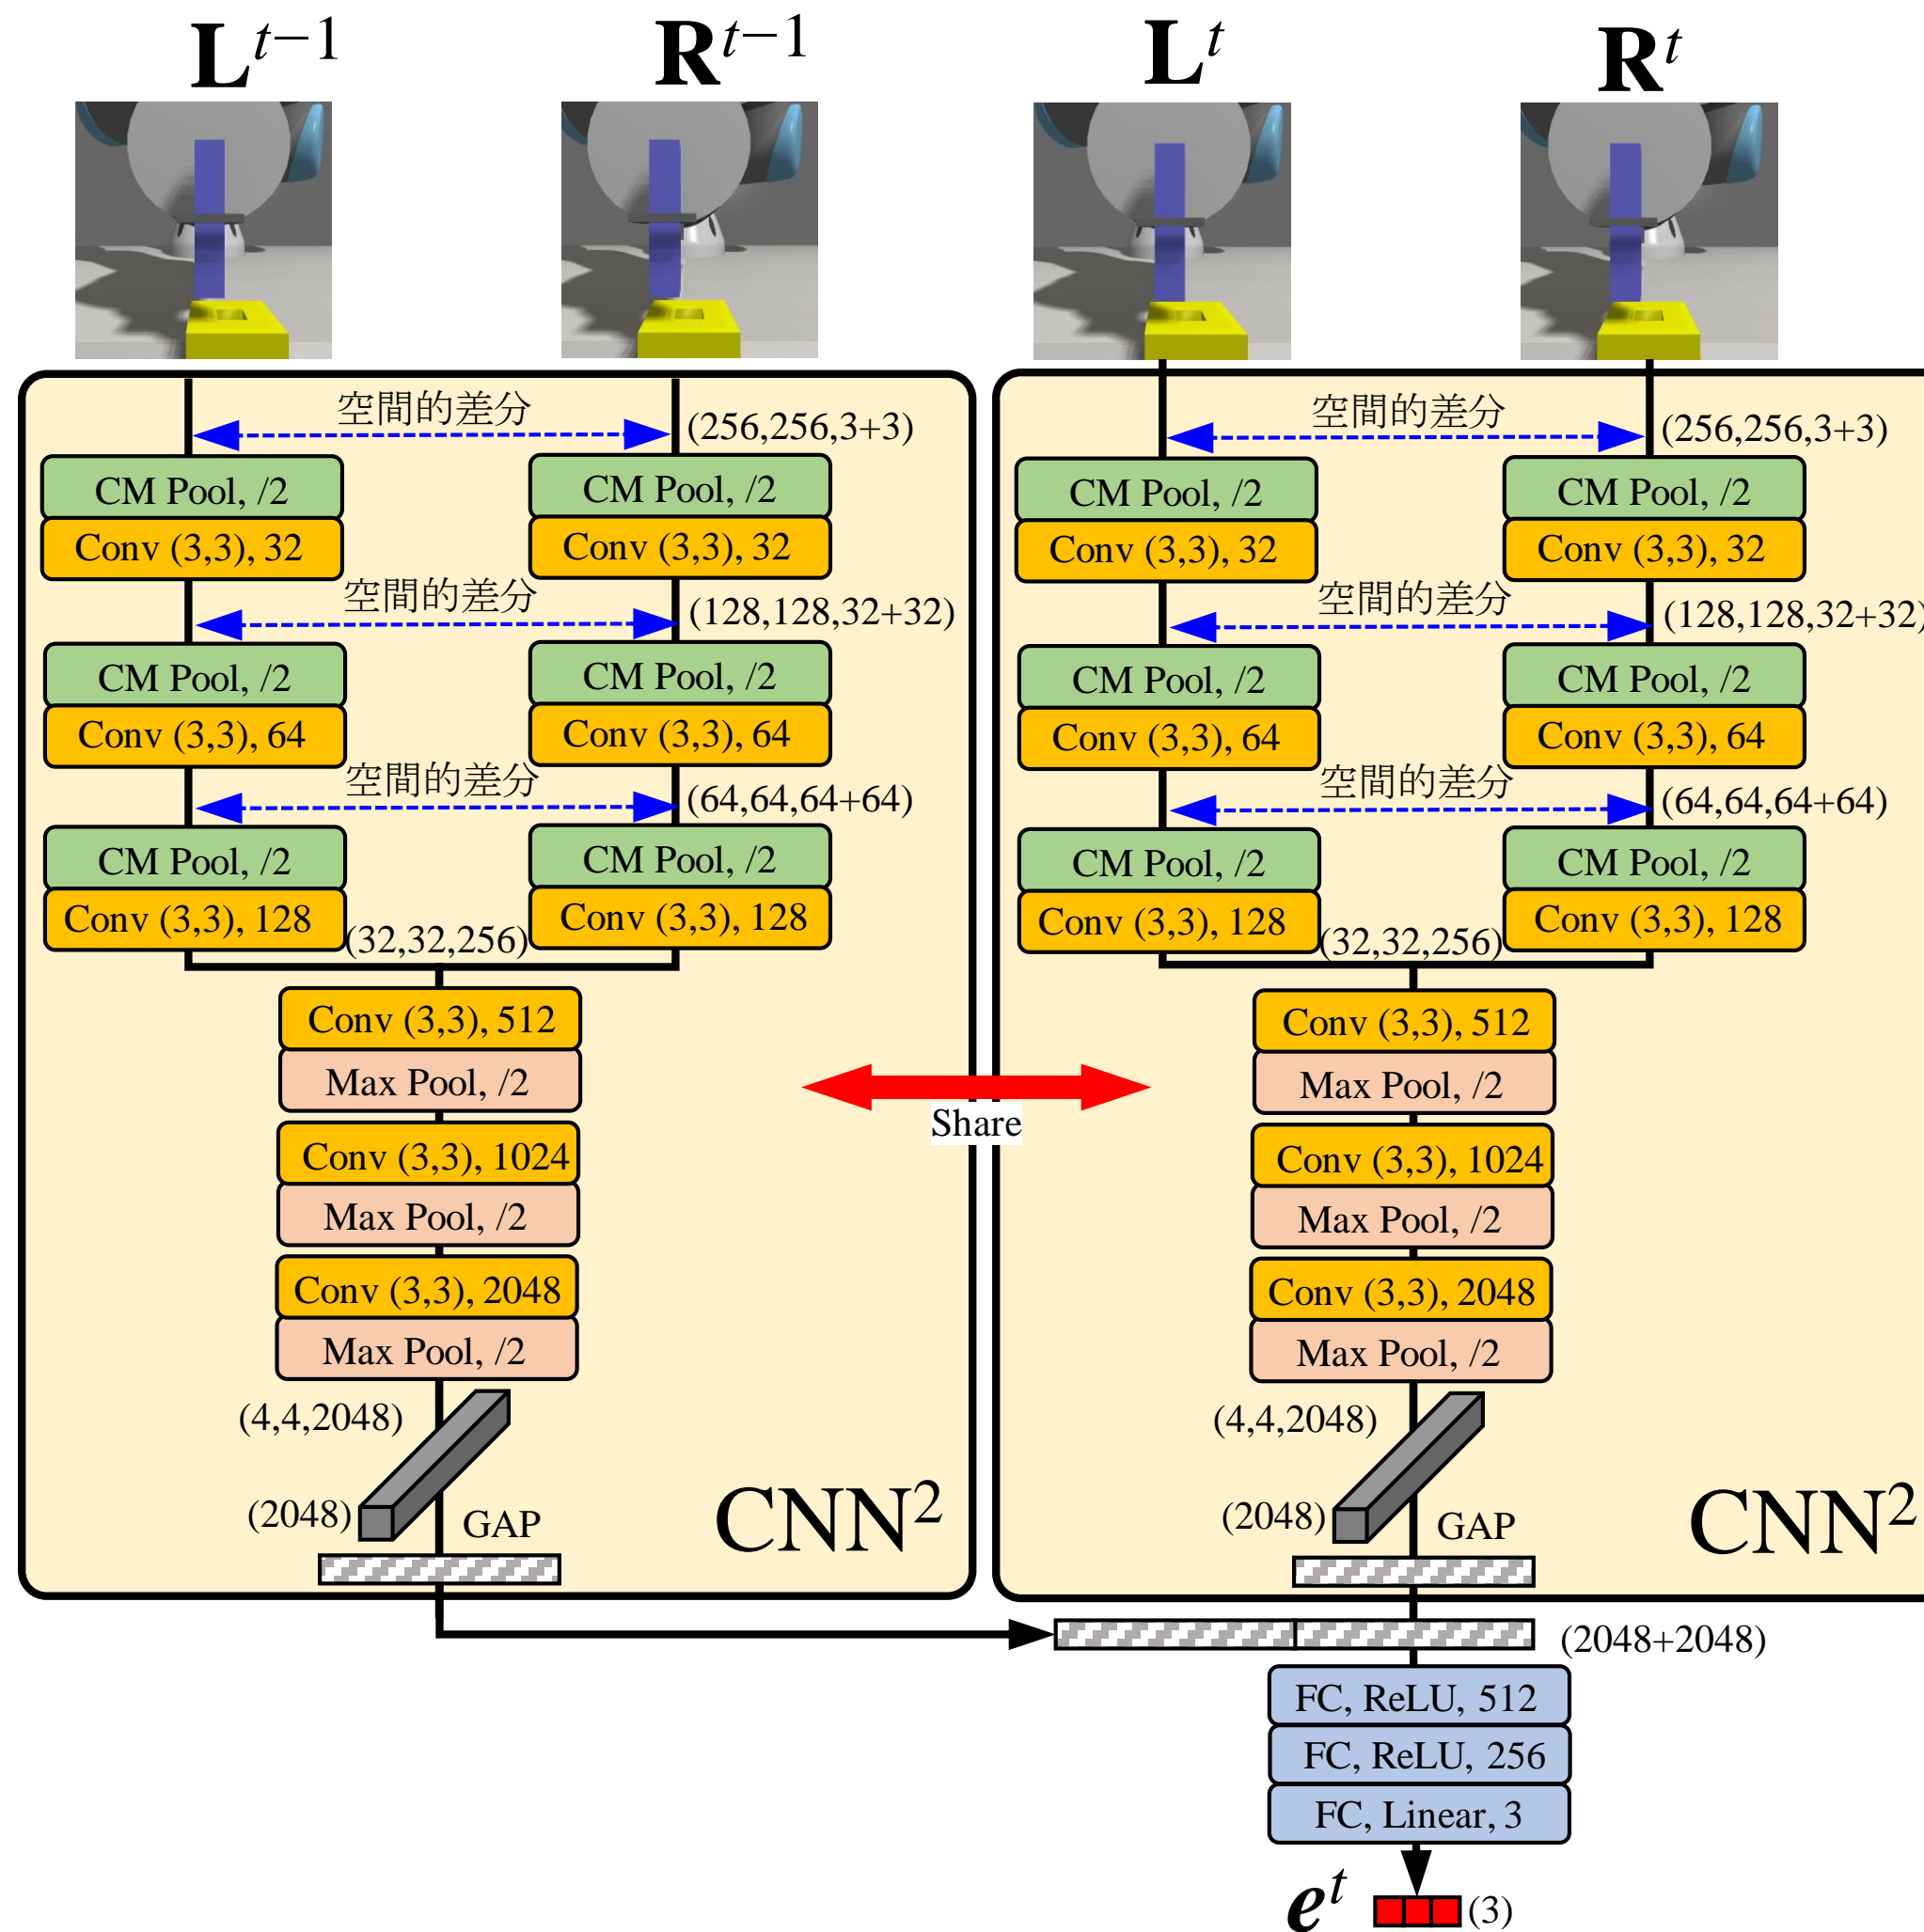 L^{t−1}
R^{t−1}
L^t
R^t
空間的差分
(256,256,3+3)
CM Pool, /2
CM Pool, /2
Conv (3,3), 32
Conv (3,3), 32
空間的差分
(128,128,32+32)
CM Pool, /2
CM Pool, /2
Conv (3,3), 64
Conv (3,3), 64
空間的差分
(64,64,64+64)
CM Pool, /2
CM Pool, /2
Conv (3,3), 128
Conv (3,3), 128
(32,32,256)
Conv (3,3), 512
Max Pool, /2
Conv (3,3), 1024
Max Pool, /2
Conv (3,3), 2048
Max Pool, /2
(4,4,2048)
(2048)
GAP
CNN²
Share
空間的差分
(256,256,3+3)
CM Pool, /2
CM Pool, /2
Conv (3,3), 32
Conv (3,3), 32
空間的差分
(128,128,32+32)
CM Pool, /2
CM Pool, /2
Conv (3,3), 64
Conv (3,3), 64
空間的差分
(64,64,64+64)
CM Pool, /2
CM Pool, /2
Conv (3,3), 128
Conv (3,3), 128
(32,32,256)
Conv (3,3), 512
Max Pool, /2
Conv (3,3), 1024
Max Pool, /2
Conv (3,3), 2048
Max Pool, /2
(4,4,2048)
(2048)
GAP
CNN²
(2048+2048)
FC, ReLU, 512
FC, ReLU, 256
FC, Linear, 3
e^t
(3)